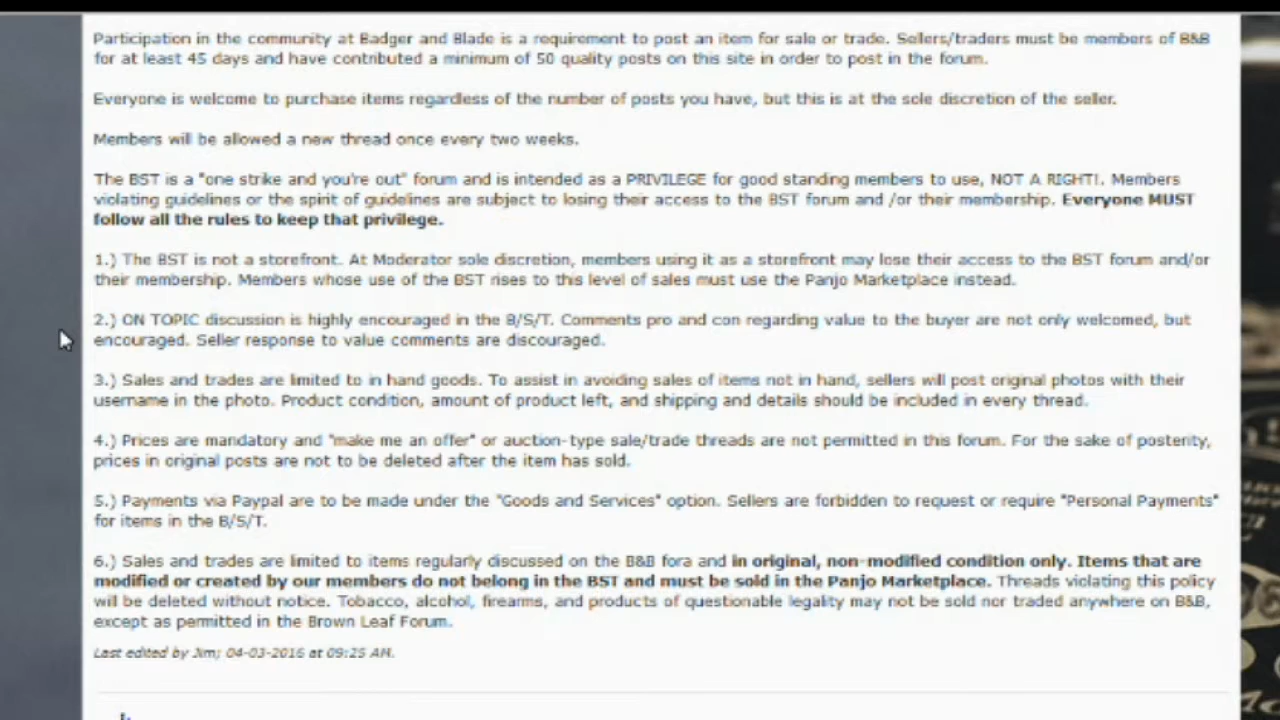 Participation in the community at Badger and Blade is a requirement to post an item for sale or trade. Sellers/traders must be members of B&B
for at least 45 days and have contributed a minimum of 50 quality posts on this site in order to post in the forum.
Everyone is welcome to purchase items regardless of the number of posts you have, but this is at the sole discretion of the seller.
Members will be allowed a new thread once every two weeks.
The BST is a "one strike and you're out" forum and is intended as a PRIVILEGE for good standing members to use, NOT A RIGHT!. Members
violating guidelines or the spirit of guidelines are subject to losing their access to the BST forum and /or their membership. Everyone MUST
follow all the rules to keep that privilege.
1.) The BST is not a storefront. At Moderator sole discretion, members using it as a storefront may lose their access to the BST forum and/or
their membership. Members whose use of the BST rises to this level of sales must use the Panjo Marketplace instead.
2.) ON TOPIC discussion is highly encouraged in the B/S/T. Comments pro and con regarding value to the buyer are not only welcomed, but
encouraged. Seller response to value comments are discouraged.
3.) Sales and trades are limited to in hand goods. To assist in avoiding sales of items not in hand, sellers will post original photos with their
username in the photo. Product condition, amount of product left, and shipping and details should be included in every thread.
4.) Prices are mandatory and "make me an offer" or auction-type sale/trade threads are not permitted in this forum. For the sake of posterity,
prices in original posts are not to be deleted after the item has sold.
5.) Payments via Paypal are to be made under the "Goods and Services" option. Sellers are forbidden to request or require "Personal Payments"
for items in the B/S/T.
6.) Sales and trades are limited to items regularly discussed on the B&B fora and in original, non-modified condition only. Items that are
modified or created by our members do not belong in the BST and must be sold in the Panjo Marketplace. Threads violating this policy
will be deleted without notice. Tobacco, alcohol, firearms, and products of questionable legality may not be sold nor traded anywhere on B&B,
except as permitted in the Brown Leaf Forum.
Last edited by Jim; 04-03-2016 at 09:25 AM.